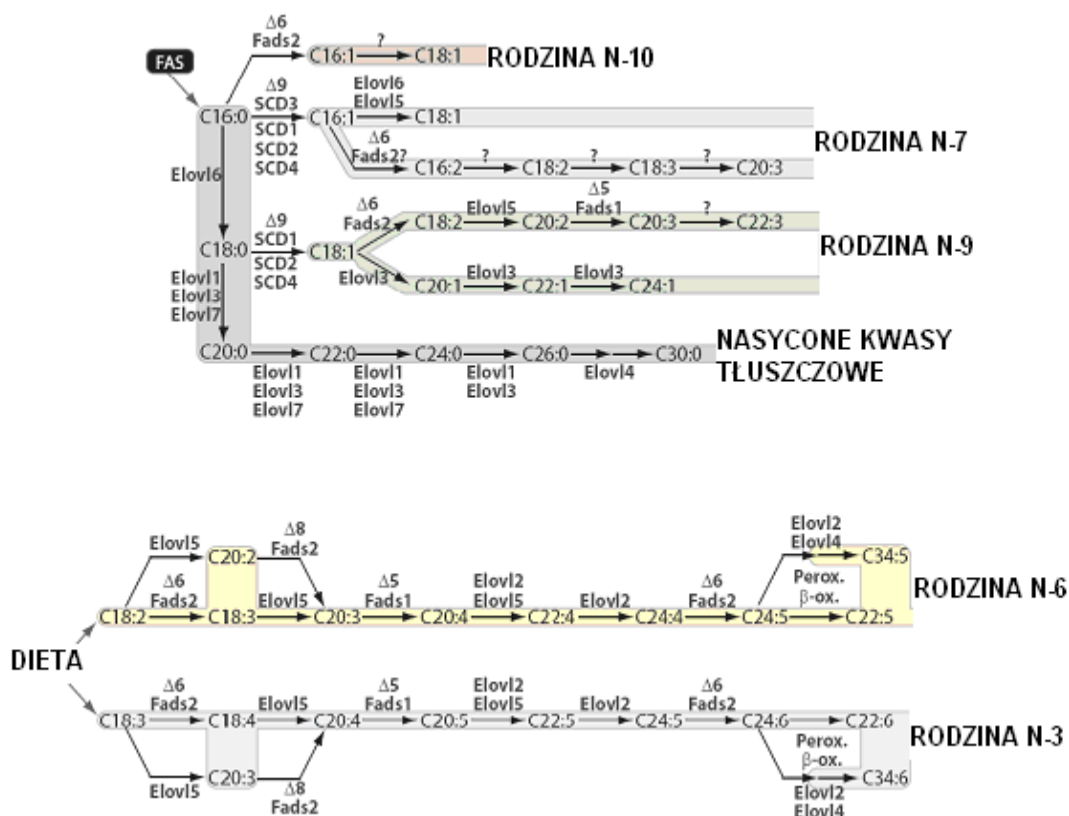 Δ6
Fads2
C16:1 ? C18:1 RODZINA N-10
FAS
Δ9
SCD3
SCD1
SCD2
SCD4
Elovl6
Elovl5
C16:0 C16:1 C18:1
RODZINA N-7
Δ6
Fads2?
? ? ?
C16:2 C18:2 C18:3 C20:3
Elovl6
Δ9
SCD1
SCD2
SCD4
Δ6
Fads2
Elovl5
Δ5
Fads1
?
C18:2 C20:2 C20:3 C22:3
C18:0 C18:1
RODZINA N-9
Elovl3
Elovl3 Elovl3
C20:1 C22:1 C24:1
Elovl1
Elovl3
Elovl7
C20:0 C22:0 C24:0 C26:0 C30:0
NASYCONE KWASY
TŁUSZCZOWE
Elovl1 Elovl1 Elovl1 Elovl4
Elovl3 Elovl3 Elovl3
Elovl7 Elovl7
Elovl5
C20:2
Δ8
Fads2
Elovl2
Elovl4
C34:5
RODZINA N-6
Δ6
Fads2
Elovl5
Δ5
Fads1
Elovl2
Elovl5
Elovl2
Δ6
Fads2
Perox.
β-ox.
C18:2 C18:3 C20:3 C20:4 C22:4 C24:4 C24:5 C22:5
DIETA
Δ6
Fads2
Elovl5
Δ5
Fads1
Elovl2
Elovl5
Elovl2
Δ6
Fads2
C18:3 C18:4 C20:4 C20:5 C22:5 C24:5 C24:6 C22:6
RODZINA N-3
Perox.
β-ox.
Elovl5
C20:3
Δ8
Fads2
C34:6
Elovl2
Elovl4